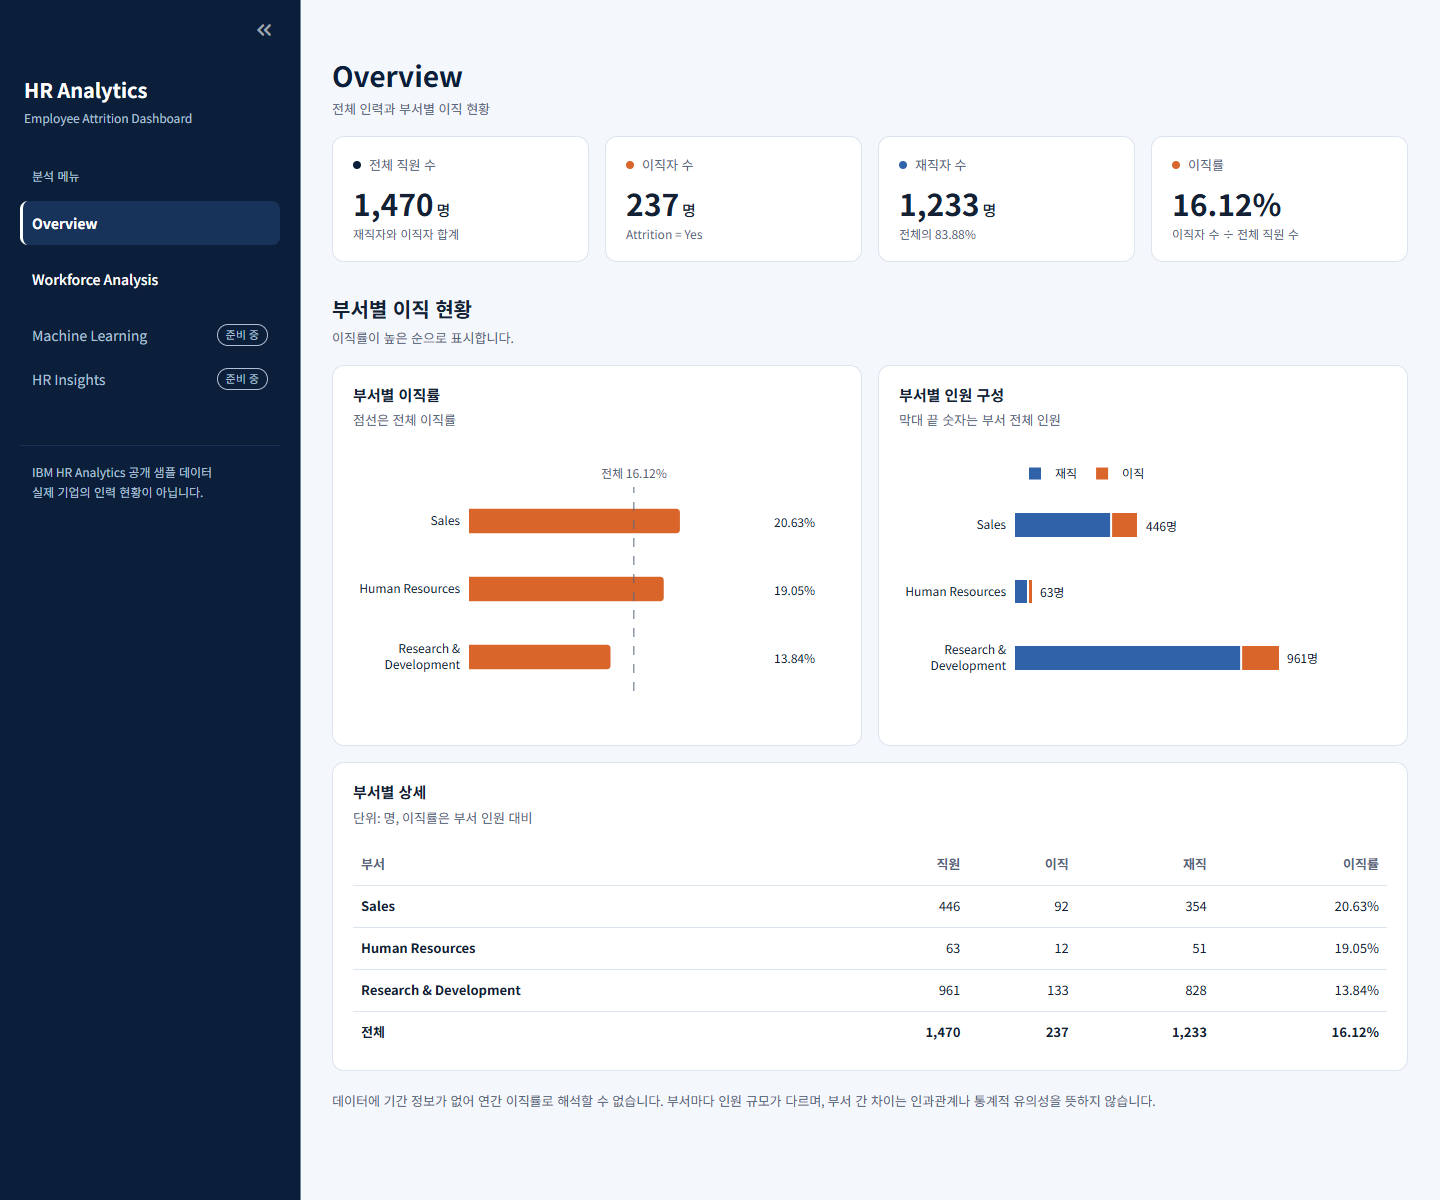 HR Analytics
Employee Attrition Dashboard
분석 메뉴
Overview
Workforce Analysis
Machine Learning 준비 중
HR Insights 준비 중
IBM HR Analytics 공개 샘플 데이터
실제 기업의 인력 현황이 아닙니다.
Overview
전체 인력과 부서별 이직 현황
전체 직원 수
1,470 명
재직자와 이직자 합계
이직자 수
237 명
Attrition = Yes
재직자 수
1,233 명
전체의 83.88%
이직률
16.12%
이직자 수 ÷ 전체 직원 수
부서별 이직 현황
이직률이 높은 순으로 표시합니다.
부서별 이직률
점선은 전체 이직률
전체 16.12%
Sales 20.63%
Human Resources 19.05%
Research &
Development 13.84%
부서별 인원 구성
막대 끝 숫자는 부서 전체 인원
재직 이직
Sales 446명
Human Resources 63명
Research &
Development 961명
부서별 상세
단위: 명, 이직률은 부서 인원 대비
부서 직원 이직 재직 이직률
Sales 446 92 354 20.63%
Human Resources 63 12 51 19.05%
Research & Development 961 133 828 13.84%
전체 1,470 237 1,233 16.12%
데이터에 기간 정보가 없어 연간 이직률로 해석할 수 없습니다. 부서마다 인원 규모가 다르며, 부서 간 차이는 인과관계나 통계적 유의성을 뜻하지 않습니다.